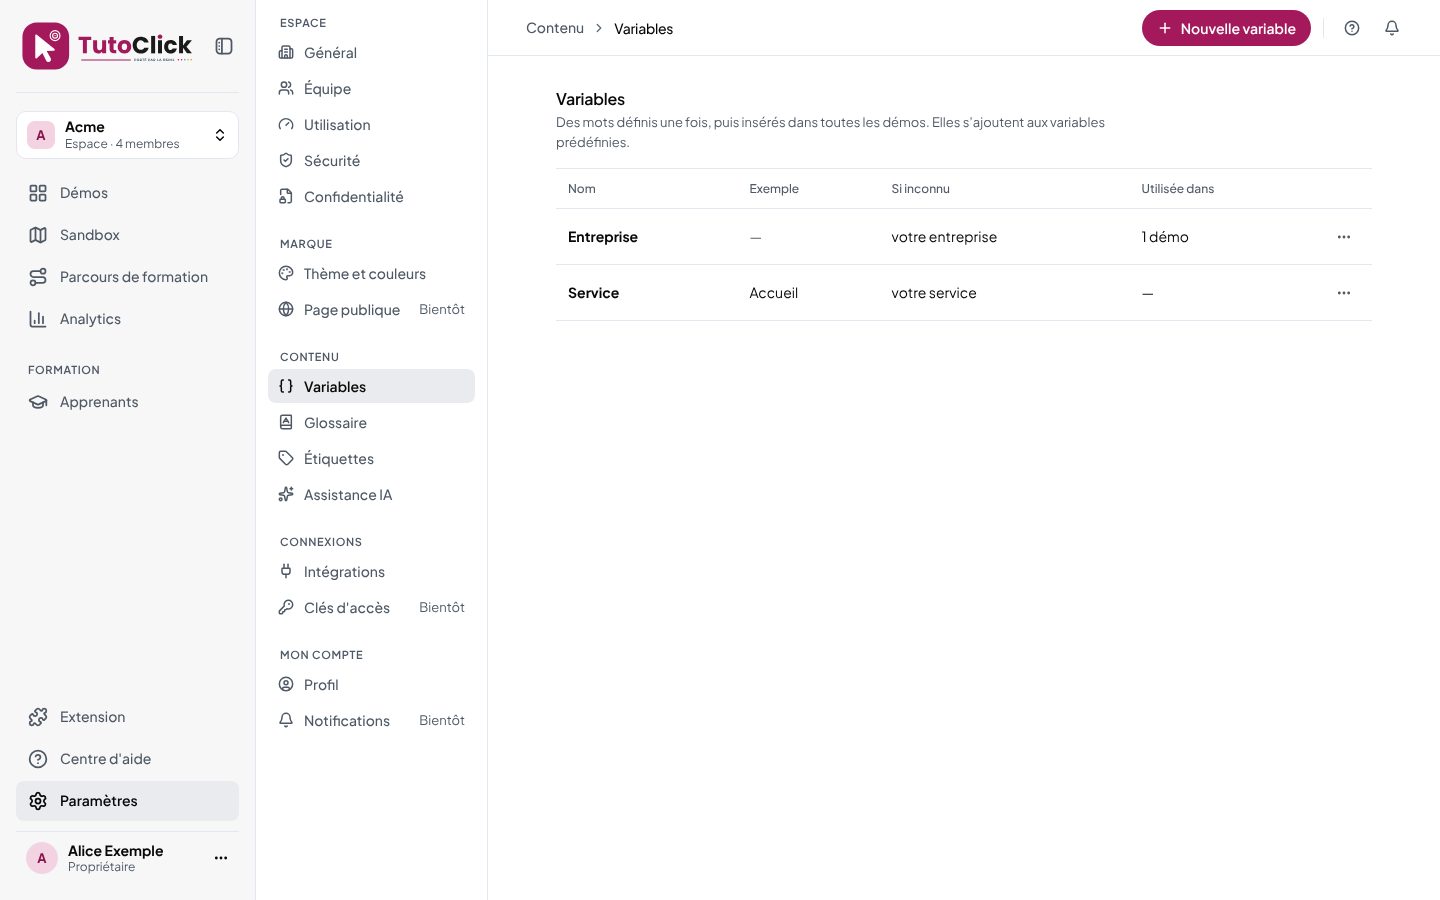 TutoClick
Acme
Espace · 4 membres
Démos
Sandbox
Parcours de formation
Analytics
FORMATION
Apprenants
Extension
Centre d'aide
Paramètres
A
Alice Exemple
Propriétaire
ESPACE
Général
Équipe
Utilisation
Sécurité
Confidentialité
MARQUE
Thème et couleurs
Page publique Bientôt
CONTENU
Variables
Glossaire
Étiquettes
Assistance IA
CONNEXIONS
Intégrations
Clés d'accès Bientôt
MON COMPTE
Profil
Notifications Bientôt
Contenu > Variables
+ Nouvelle variable
Variables
Des mots définis une fois, puis insérés dans toutes les démos. Elles s'ajoutent aux variables
prédéfinies.
Nom Exemple Si inconnu Utilisée dans
Entreprise — votre entreprise 1 démo
Service Accueil votre service —